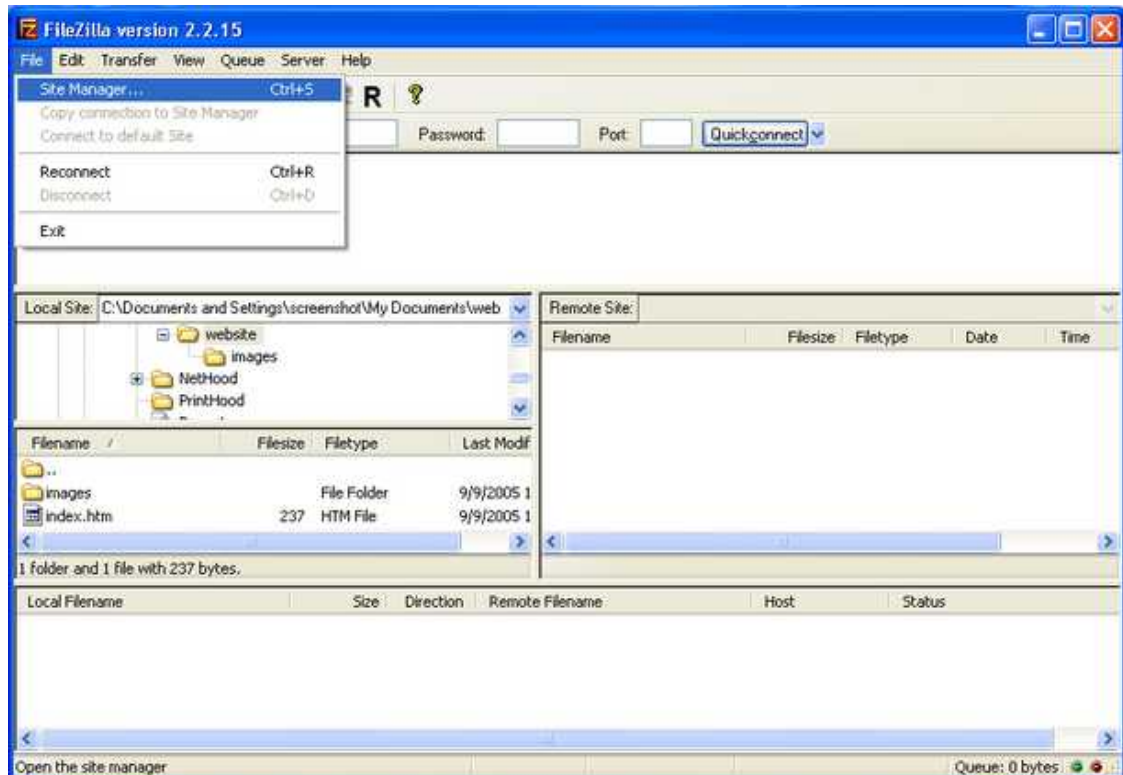 FileZilla version 2.2.15
File Edit Transfer View Queue Server Help
Site Manager... Ctrl+S
Copy connection to Site Manager
Connect to default Site
Reconnect Ctrl+R
Disconnect Ctrl+D
Exit
R ?
Password: Port: Quickconnect
Local Site: C:\Documents and Settings\screenshot\My Documents\web
website
images
NetHood
PrintHood
Remote Site:
Filename Filesize Filetype Date Time
Filename / Filesize Filetype Last Modif
..
images File Folder 9/9/2005 1
index.htm 237 HTM File 9/9/2005 1
1 folder and 1 file with 237 bytes.
Local Filename Size Direction Remote Filename Host Status
Open the site manager Queue: 0 bytes